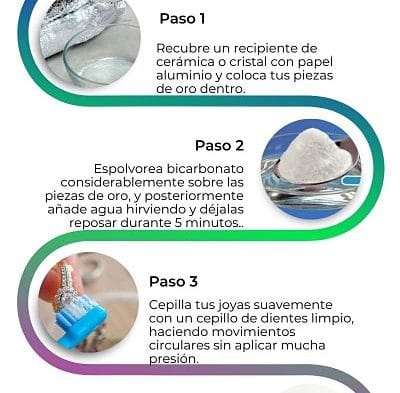 Paso 1
Recubre un recipiente de
cerámica o cristal con papel
aluminio y coloca tus piezas
de oro dentro.
Paso 2
Espolvorea bicarbonato
considerablemente sobre las
piezas de oro, y posteriormente
añade agua hirviendo y déjalas
reposar durante 5 minutos..
Paso 3
Cepilla tus joyas suavemente
con un cepillo de dientes limpio,
haciendo movimientos
circulares sin aplicar mucha
presión.